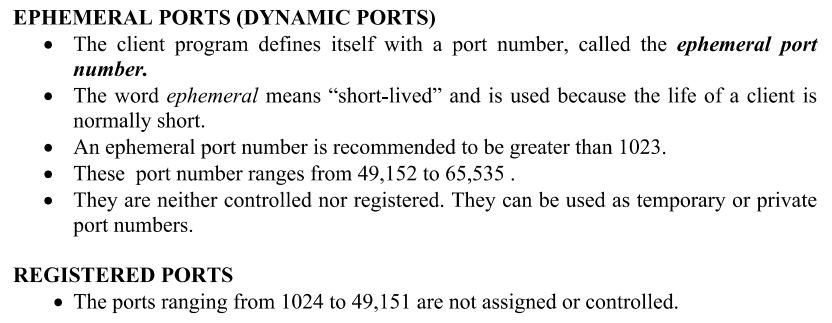 EPHEMERAL PORTS (DYNAMIC PORTS)
• The client program defines itself with a port number, called the ephemeral port
number.
• The word ephemeral means “short-lived” and is used because the life of a client is
normally short.
• An ephemeral port number is recommended to be greater than 1023.
• These port number ranges from 49,152 to 65,535 .
• They are neither controlled nor registered. They can be used as temporary or private
port numbers.
REGISTERED PORTS
• The ports ranging from 1024 to 49,151 are not assigned or controlled.